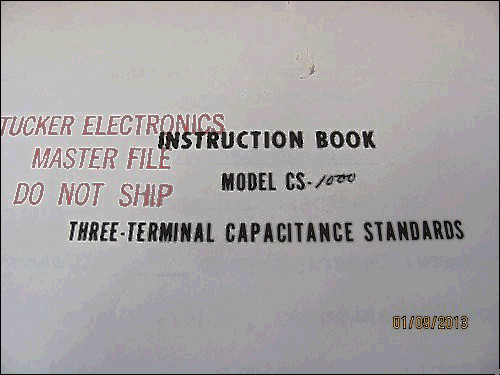 TUCKER ELECTRONICS
MASTER FILE
DO NOT SHIP
INSTRUCTION BOOK
MODEL CS-1000
THREE-TERMINAL CAPACITANCE STANDARDS
01/09/2013